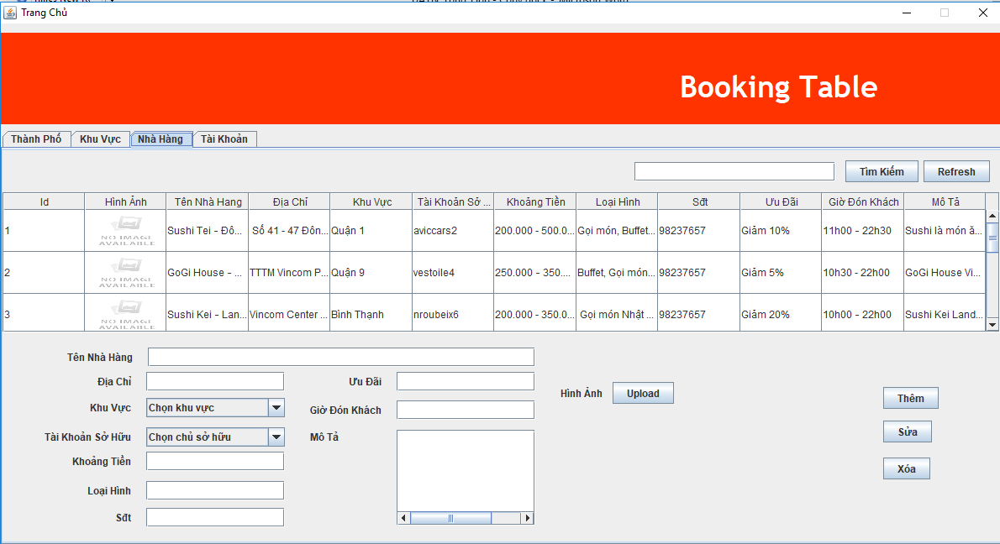 Trang Chủ
Booking Table
Thành Phố Khu Vực Nhà Hàng Tài Khoản
Tìm Kiếm Refresh
Id Hình Ảnh Tên Nhà Hang Địa Chỉ Khu Vực Tài Khoản Sở ... Khoảng Tiền Loại Hình Sđt Ưu Đãi Giờ Đón Khách Mô Tả
1 NO IMAGE AVAILABLE Sushi Tei - Đô... Số 41 - 47 Đôn... Quận 1 aviccars2 200.000 - 500.0... Gọi món, Buffet... 98237657 Giảm 10% 11h00 - 22h30 Sushi là món ă...
2 NO IMAGE AVAILABLE GoGi House - ... TTTM Vincom P... Quận 9 vestoile4 250.000 - 350.... Buffet, Gọi món... 98237657 Giảm 5% 10h30 - 22h00 GoGi House Vi...
3 NO IMAGE AVAILABLE Sushi Kei - Lan... Vincom Center ... Bình Thạnh nroubeix6 200.000 - 350.0... Gọi món Nhật ... 98237657 Giảm 20% 10h00 - 22h00 Sushi Kei Land...
Tên Nhà Hàng
Địa Chỉ Ưu Đãi
Hình Ảnh Upload
Khu Vực Chọn khu vực Giờ Đón Khách
Thêm
Tài Khoản Sở Hữu Chọn chủ sở hữu Mô Tả
Sửa
Khoảng Tiền
Xóa
Loại Hình
Sđt